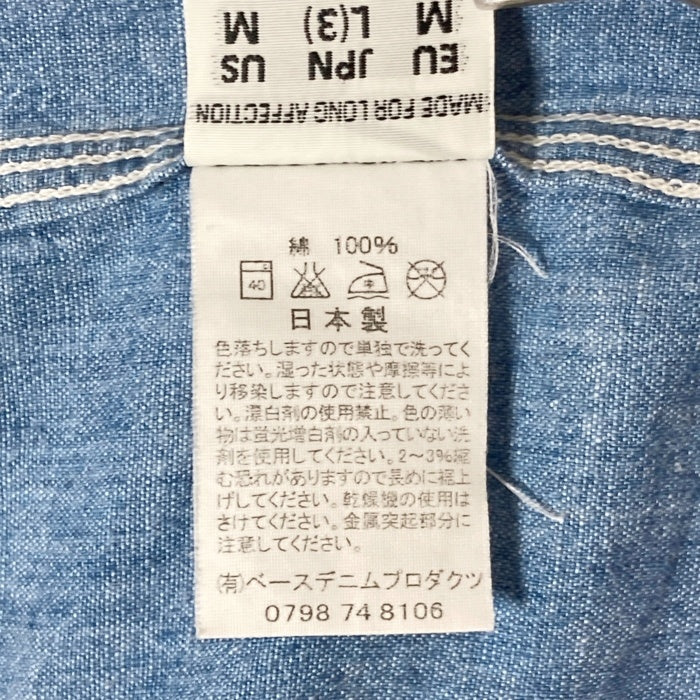 MADE FOR LONG AFFECTION
EU JPN US
M L(3) M
綿 100%
40 中
日本製
色落ちしますので単独で洗ってく
ださい。湿った状態や摩擦等によ
り移染しますので注意してくださ
い。漂白剤の使用禁止。色の薄い
物は蛍光増白剤の入っていない洗
剤を使用してください。2〜3%縮
む恐れがありますので長めに裾上
げしてください。乾燥機の使用は
さけてください。金属突起部分に
注意してください。
(有)ベースデニムプロダクツ
0798 74 8106